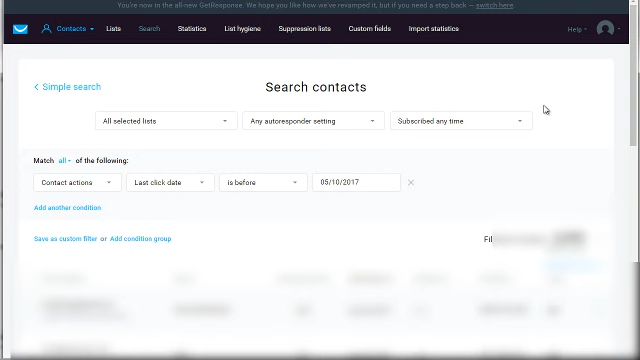 You're now in the all-new GetResponse. We hope you like how we've revamped it, but if you need a step back — switch here.
Contacts Lists Search Statistics List hygiene Suppression lists Custom fields Import statistics Help
Simple search
Search contacts
All selected lists Any autoresponder setting Subscribed any time
Match all of the following:
Contact actions Last click date is before 05/10/2017
Add another condition
Save as custom filter or Add condition group